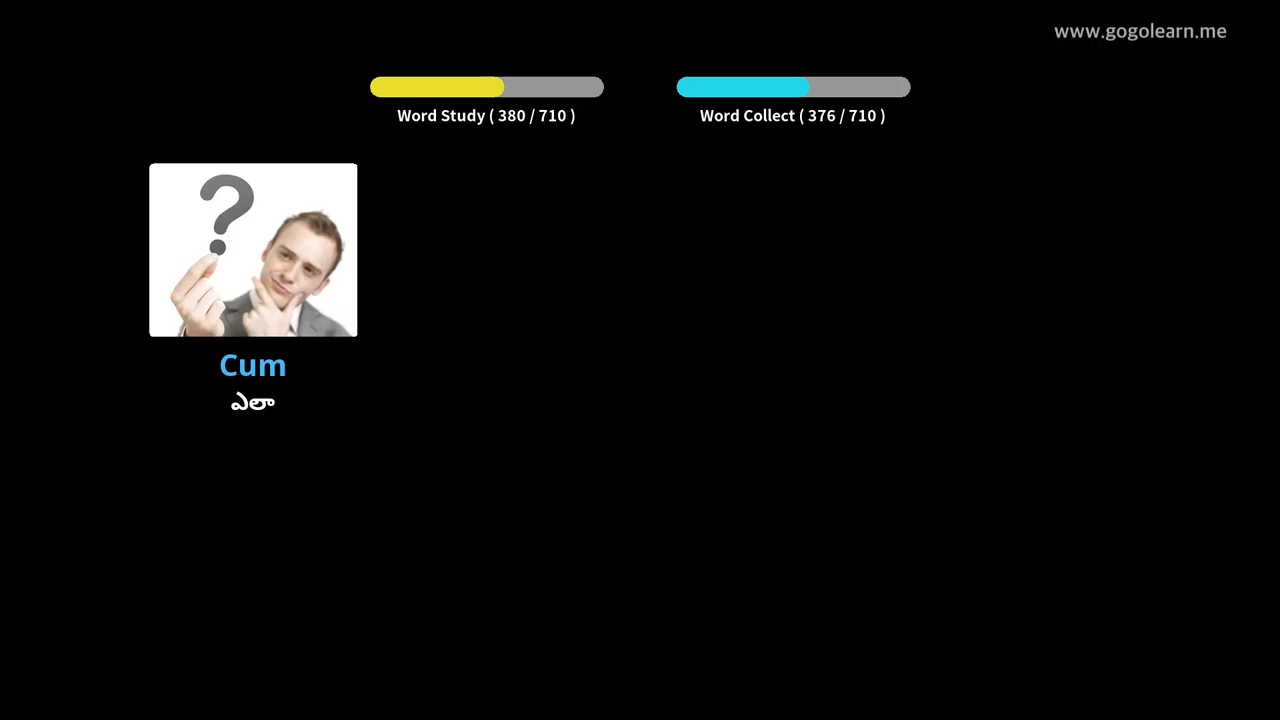 www.gogolearn.me
Word Study ( 380 / 710 )
Word Collect ( 376 / 710 )
?
Cum
ఎలా